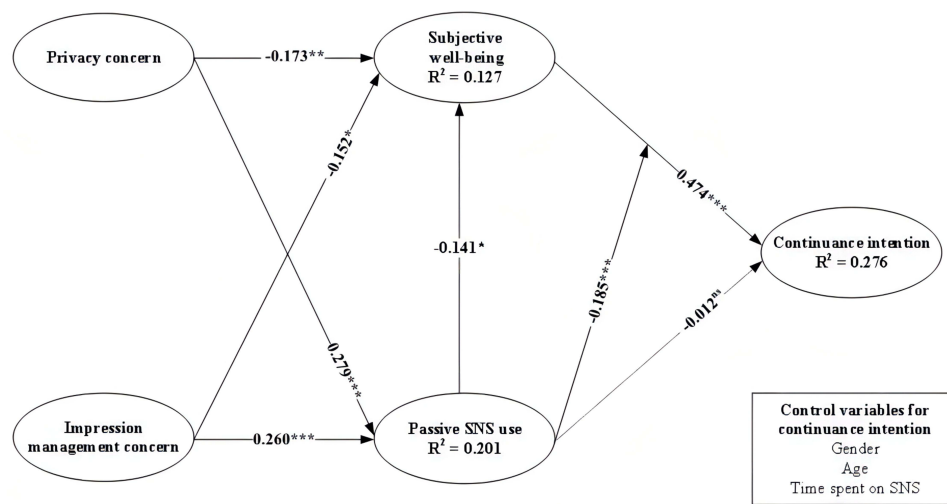 Privacy concern
-0.173**
Subjective
well-being
R² = 0.127
-0.152*
0.474***
-0.141*
-0.185***
Continuance intention
R² = 0.276
-0.012ⁿˢ
0.279***
Impression
management concern
0.260***
Passive SNS use
R² = 0.201
Control variables for
continuance intention
Gender
Age
Time spent on SNS